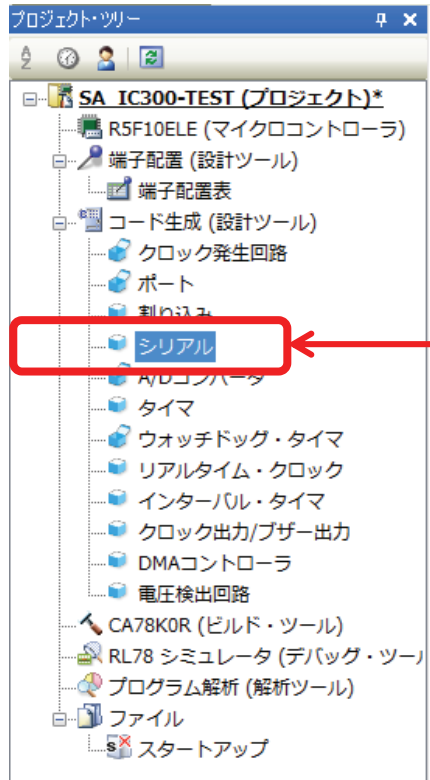 プロジェクト・ツリー
SA_IC300-TEST (プロジェクト)*
R5F10ELE (マイクロコントローラ)
端子配置 (設計ツール)
端子配置表
コード生成 (設計ツール)
クロック発生回路
ポート
割り込み
シリアル
A/Dコンバータ
タイマ
ウォッチドッグ・タイマ
リアルタイム・クロック
インターバル・タイマ
クロック出力/ブザー出力
DMAコントローラ
電圧検出回路
CA78K0R (ビルド・ツール)
RL78 シミュレータ (デバッグ・ツール
プログラム解析 (解析ツール)
ファイル
スタートアップ